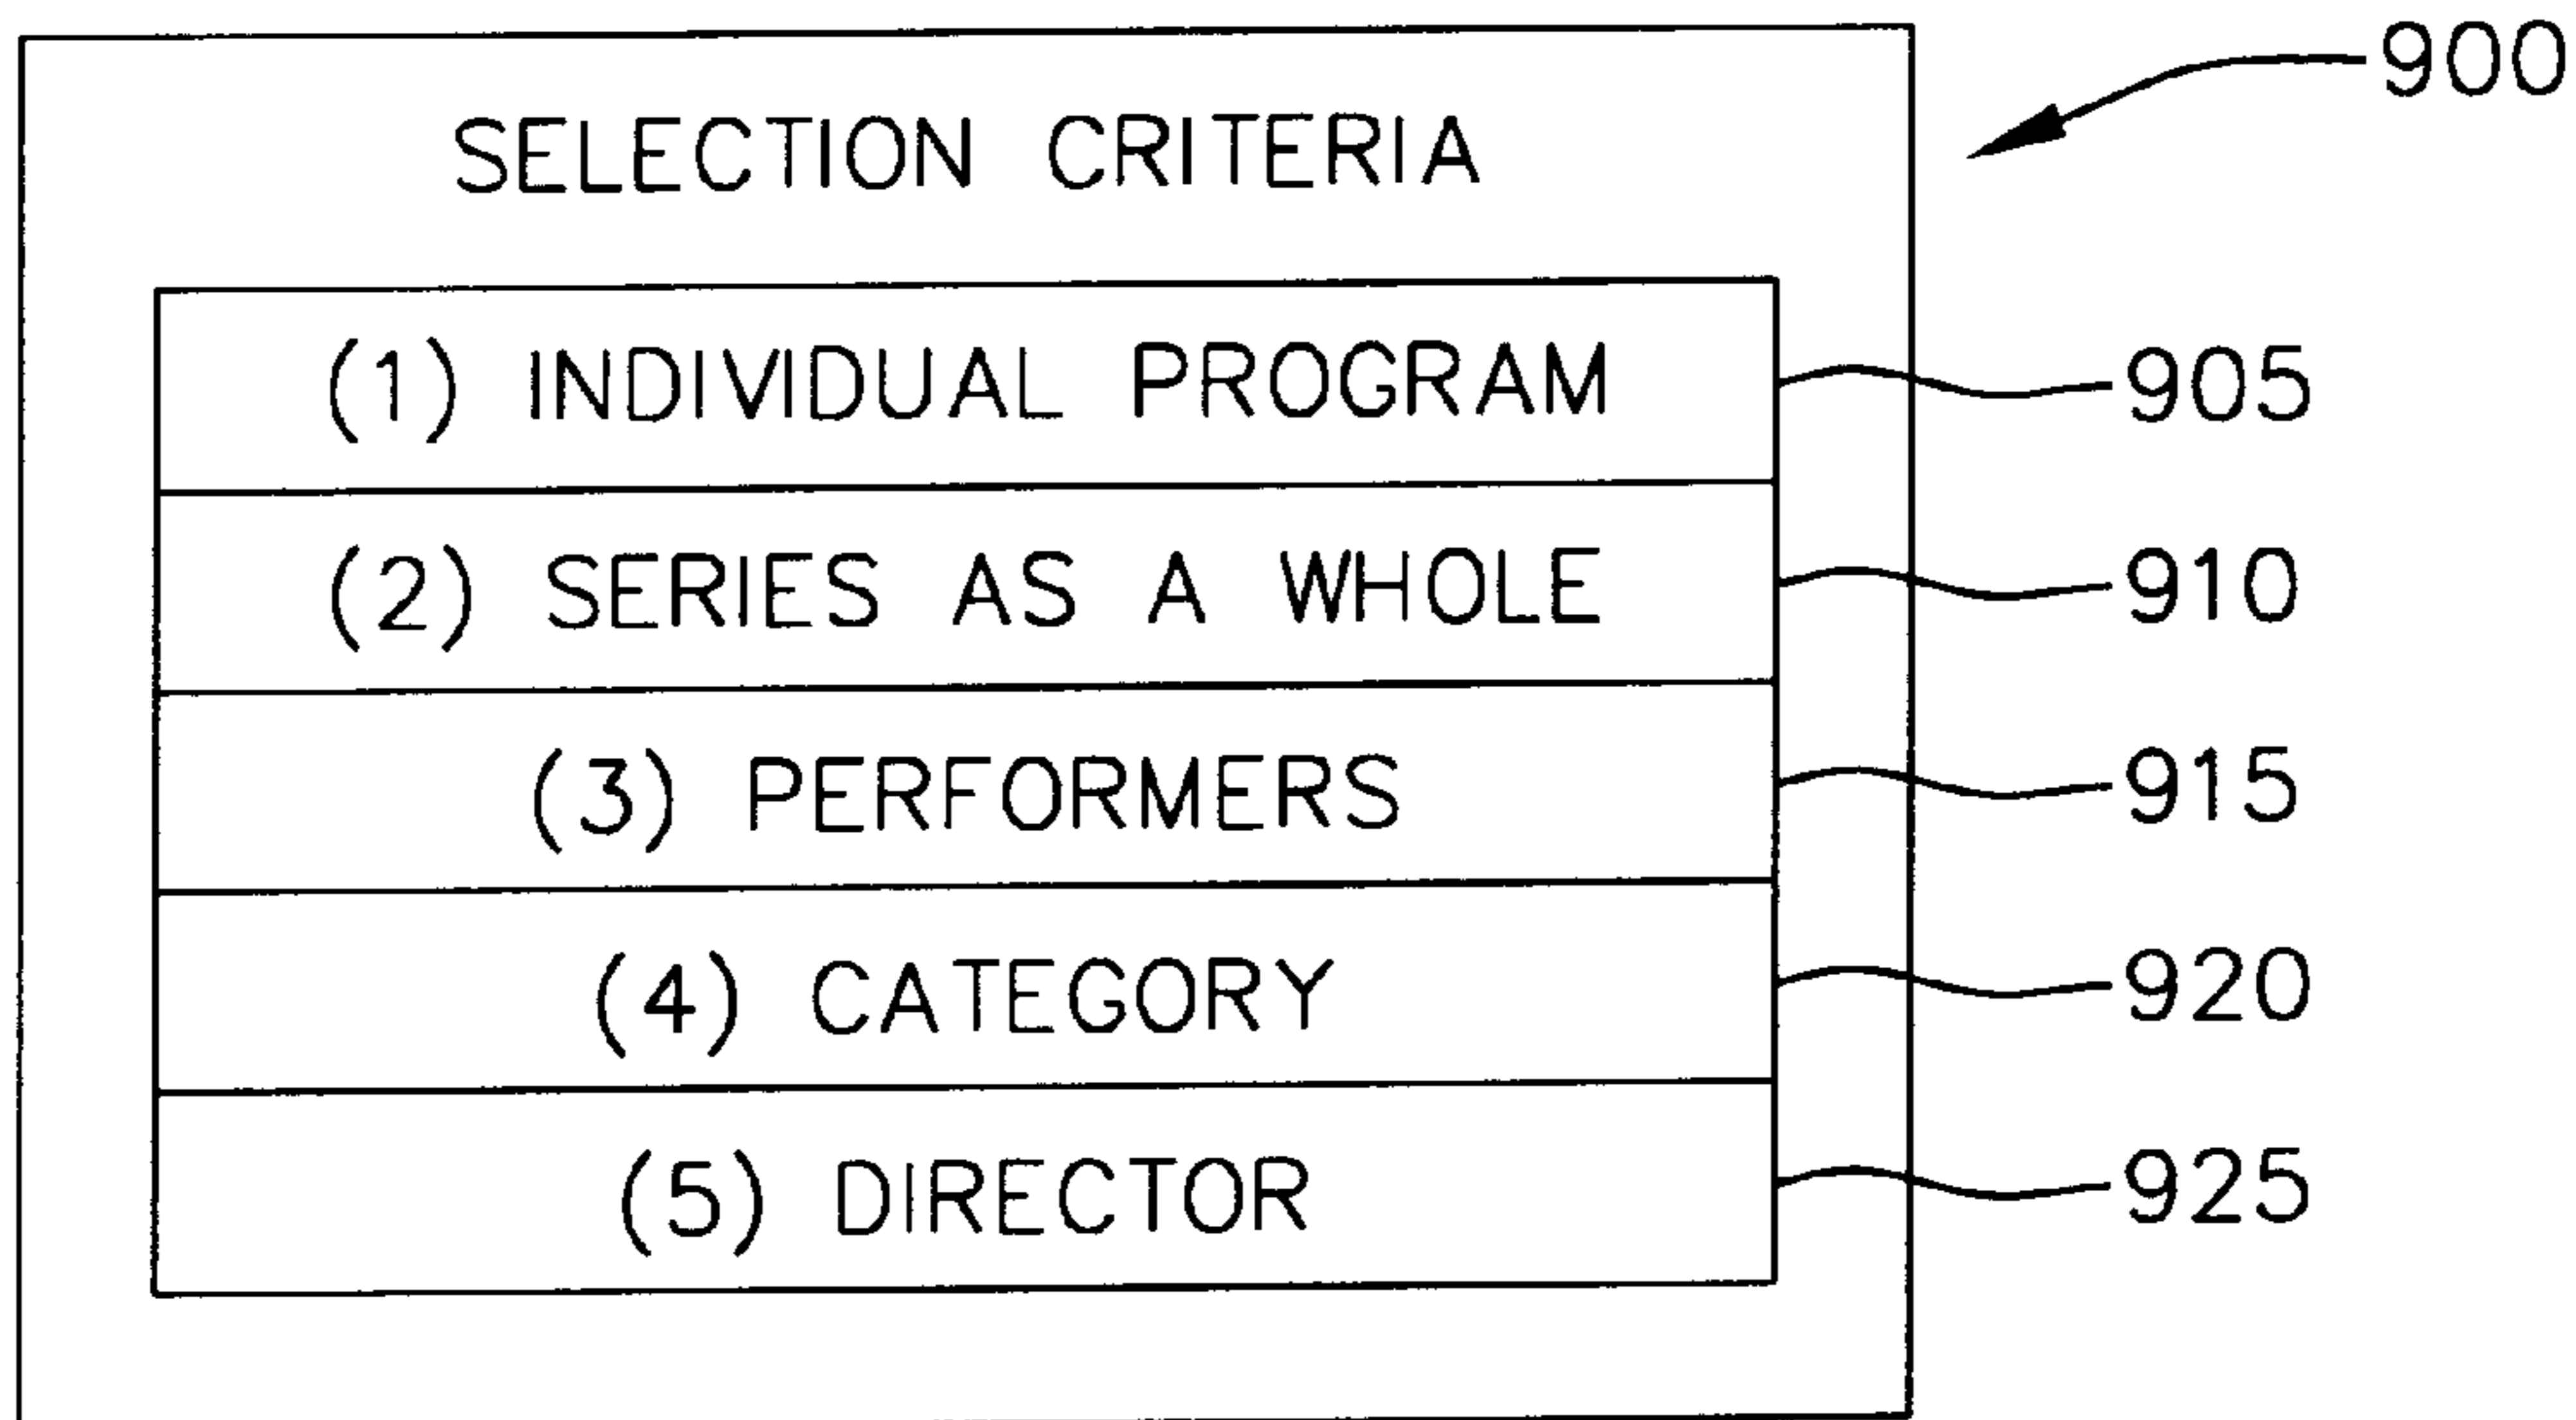 900
SELECTION CRITERIA
(1) INDIVIDUAL PROGRAM 905
(2) SERIES AS A WHOLE 910
(3) PERFORMERS 915
(4) CATEGORY 920
(5) DIRECTOR 925